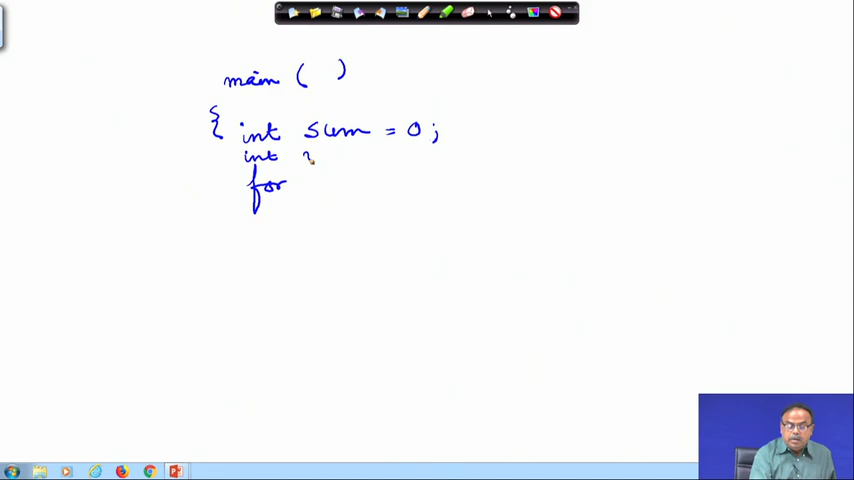 main ( )
{ int sum = 0 ;
int
for